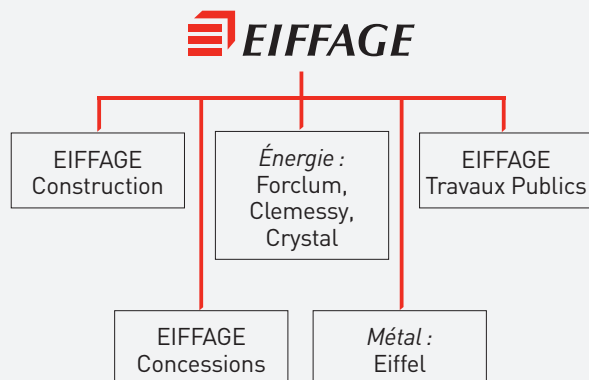 EIFFAGE
EIFFAGE
Construction
Énergie :
Forclum,
Clemessy,
Crystal
EIFFAGE
Travaux Publics
EIFFAGE
Concessions
Métal :
Eiffel